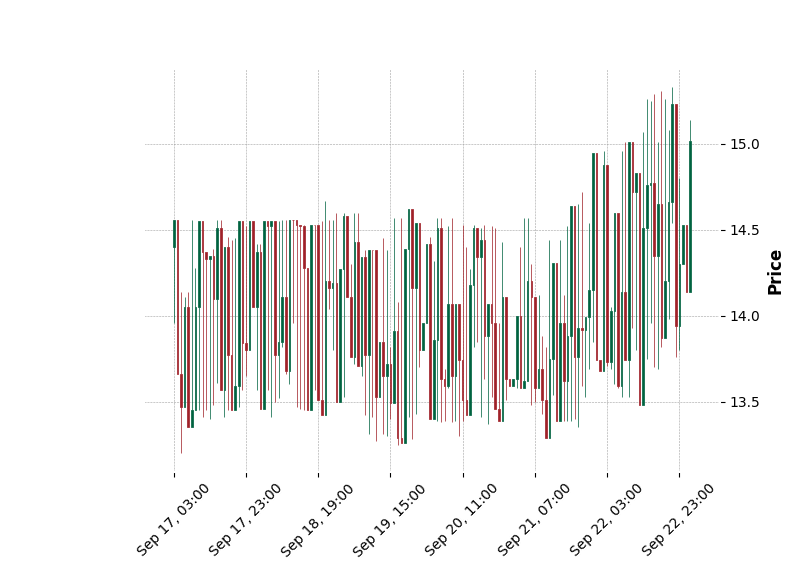 15.0
14.5
14.0
13.5
Price
Sep 17, 03:00
Sep 17, 23:00
Sep 18, 19:00
Sep 19, 15:00
Sep 20, 11:00
Sep 21, 07:00
Sep 22, 03:00
Sep 22, 23:00